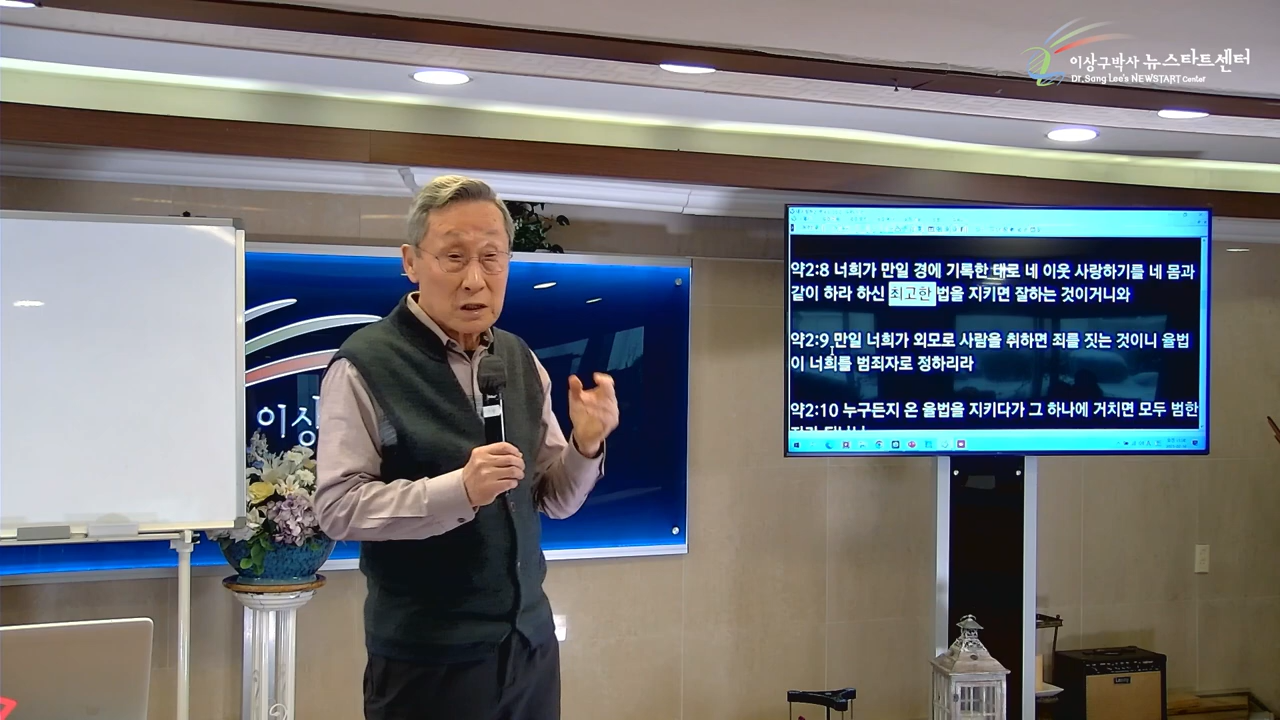 이상구박사 뉴스타트센터
Dr. Sang Lee's NEWSTART Center
약2:8 너희가 만일 경에 기록한 대로 네 이웃 사랑하기를 네 몸과
같이 하라 하신 최고한 법을 지키면 잘하는 것이거니와
약2:9 만일 너희가 외모로 사람을 취하면 죄를 짓는 것이니 율법
이 너희를 범죄자로 정하리라
약2:10 누구든지 온 율법을 지키다가 그 하나에 거치면 모두 범한
이상